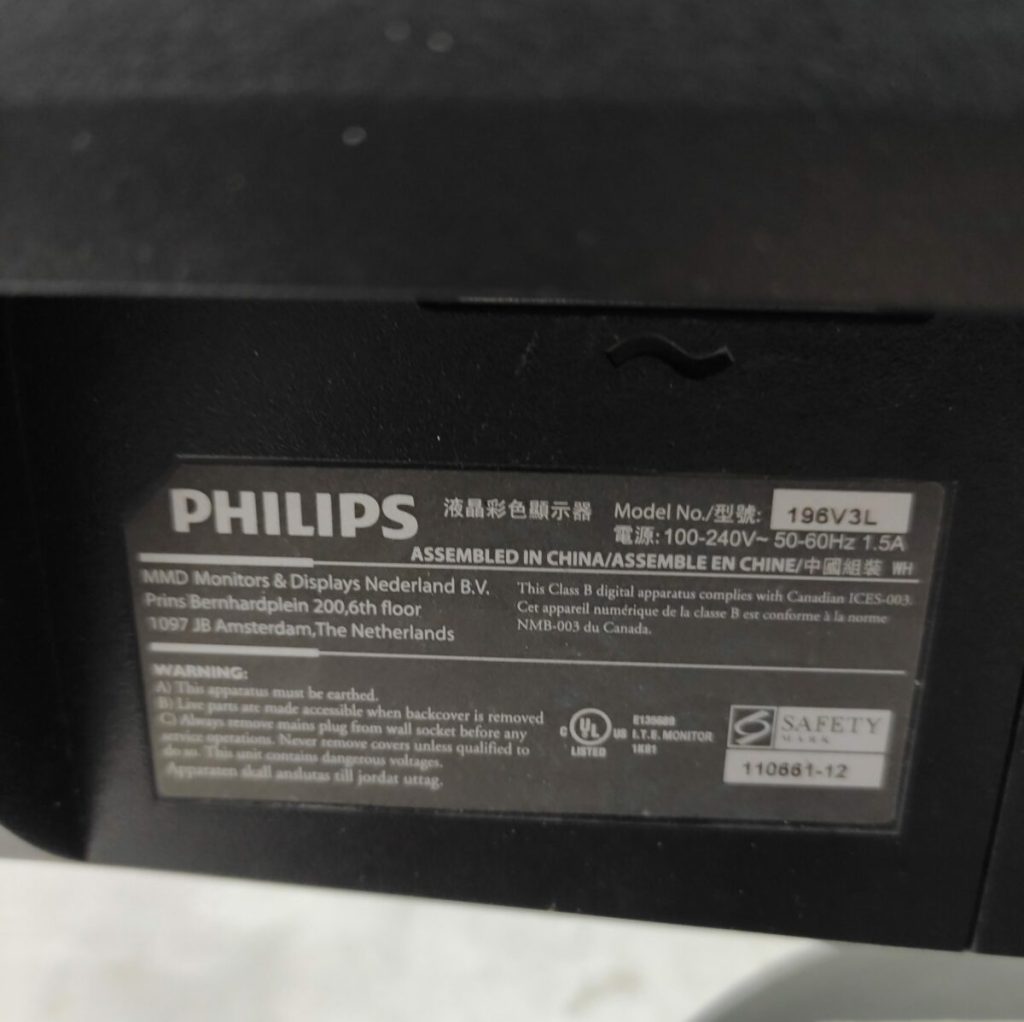 PHILIPS 液晶彩色顯示器 Model No./型號: 196V3L
電源: 100-240V~ 50-60Hz 1.5A
ASSEMBLED IN CHINA/ASSEMBLE EN CHINE/中國組裝 WH
MMD Monitors & Displays Nederland B.V.
Prins Bernhardplein 200,6th floor
1097 JB Amsterdam,The Netherlands
This Class B digital apparatus complies with Canadian ICES-003.
Cet appareil numérique de la classe B est conforme à la norme
NMB-003 du Canada.
WARNING:
A) This apparatus must be earthed.
B) Live parts are made accessible when backcover is removed
C) Always remove mains plug from wall socket before any
service operations. Never remove covers unless qualified to
do so. This unit contains dangerous voltages.
Apparaten skall anslutas till jordat uttag.
C UL US
LISTED
I.T.E. MONITOR
S SAFETY
MARK
110661-12